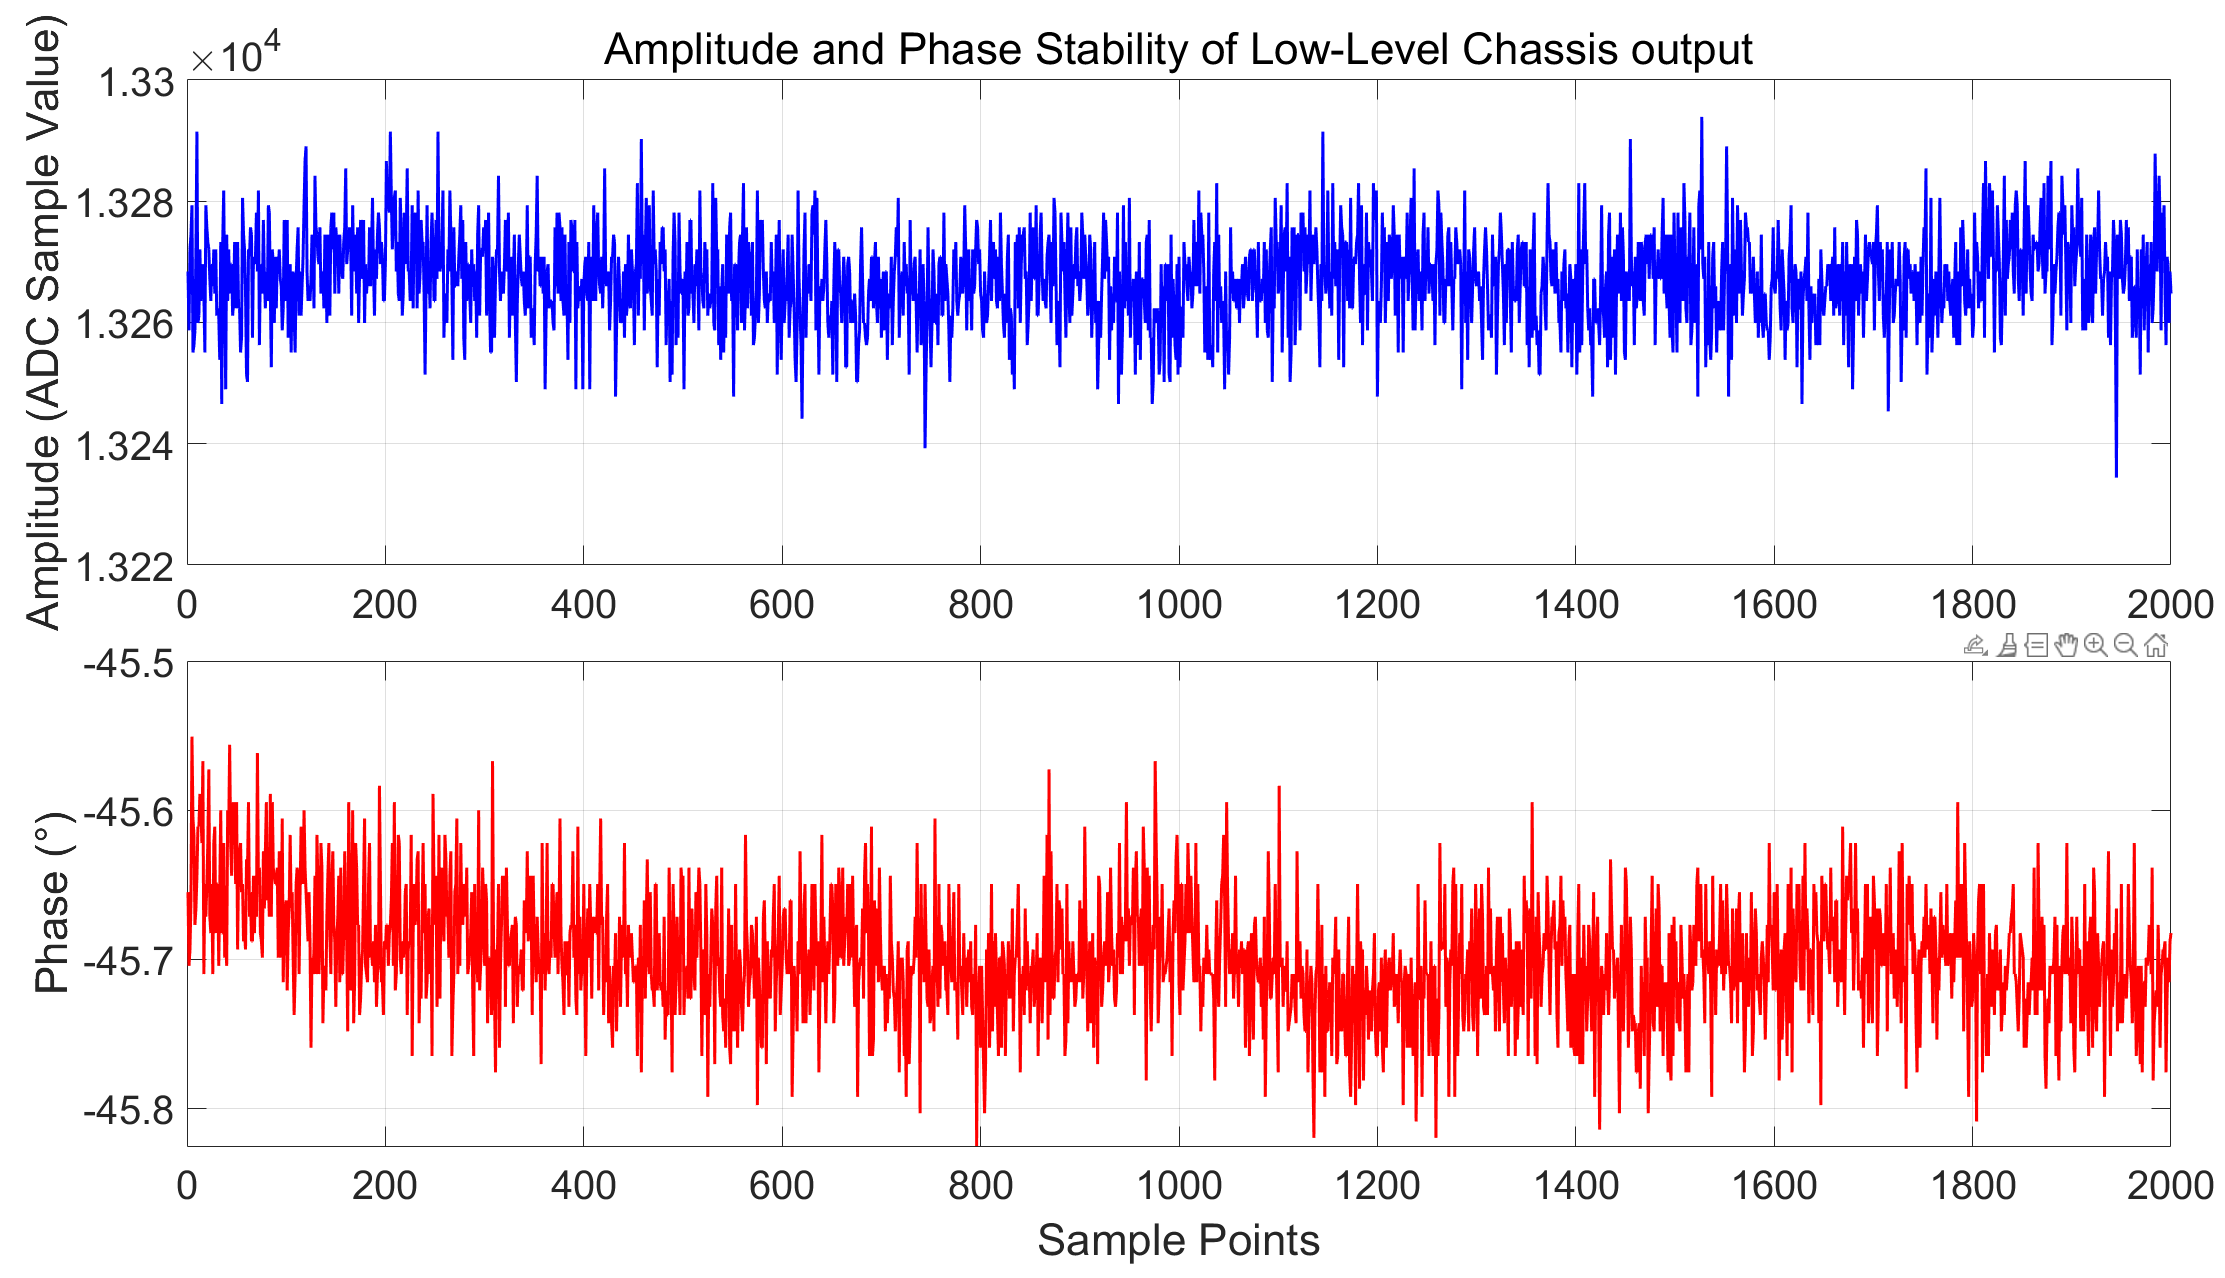 Amplitude and Phase Stability of Low-Level Chassis output
×10⁴
Amplitude (ADC Sample Value)
1.33
1.328
1.326
1.324
1.322
0 200 400 600 800 1000 1200 1400 1600 1800 2000
Phase (°)
-45.5
-45.6
-45.7
-45.8
0 200 400 600 800 1000 1200 1400 1600 1800 2000
Sample Points